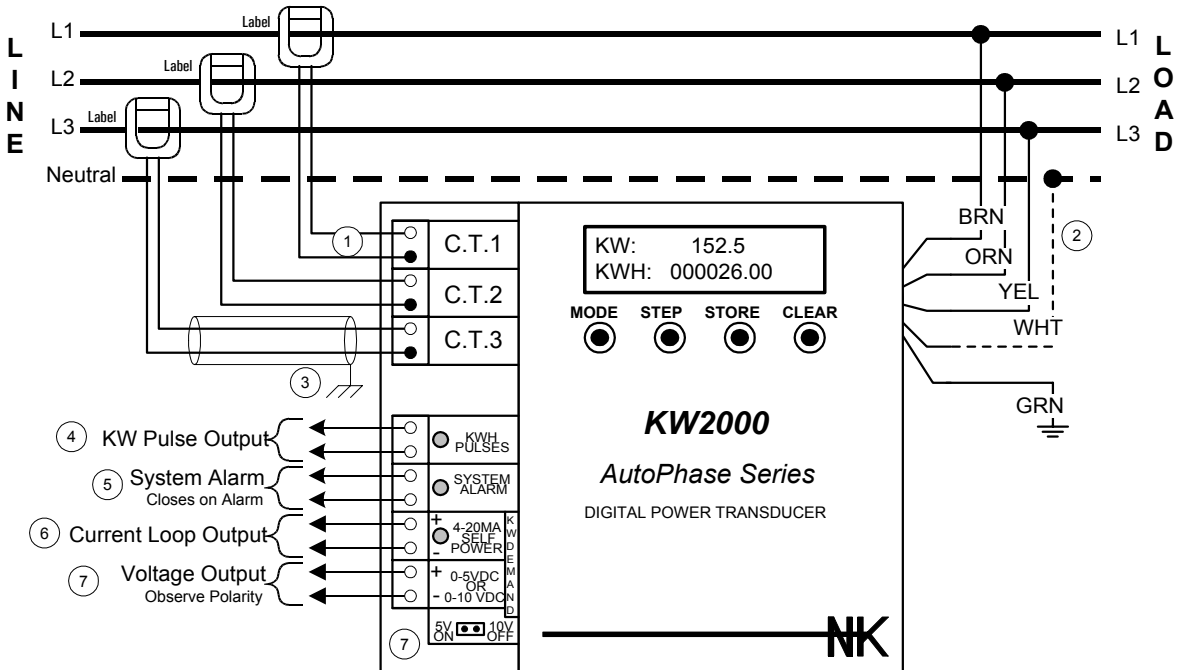 LINE
L1
Label
L2
Label
L3
Label
Neutral
L1
L2
L3
LOAD
1
C.T.1
C.T.2
C.T.3
3
KW: 152.5
KWH: 000026.00
MODE STEP STORE CLEAR
BRN
ORN
YEL
WHT
GRN
2
4 KW Pulse Output
KWH
PULSES
5 System Alarm
Closes on Alarm
SYSTEM
ALARM
6 Current Loop Output
+ 4-20MA
SELF
- POWER
7 Voltage Output
Observe Polarity
+ 0-5VDC
OR
- 0-10 VDC
KW DEMAND
5V 10V
ON OFF
7
KW2000
AutoPhase Series
DIGITAL POWER TRANSDUCER
NK